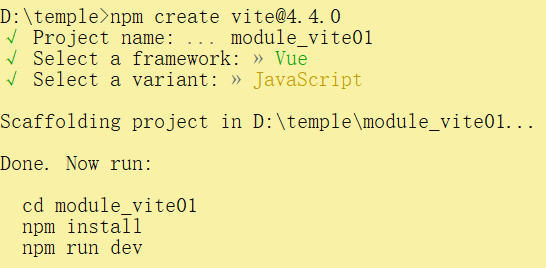 D:\temple>npm create vite@4.4.0
√ Project name: ... module_vite01
√ Select a framework: » Vue
√ Select a variant: » JavaScript
Scaffolding project in D:\temple\module_vite01...
Done. Now run:
cd module_vite01
npm install
npm run dev